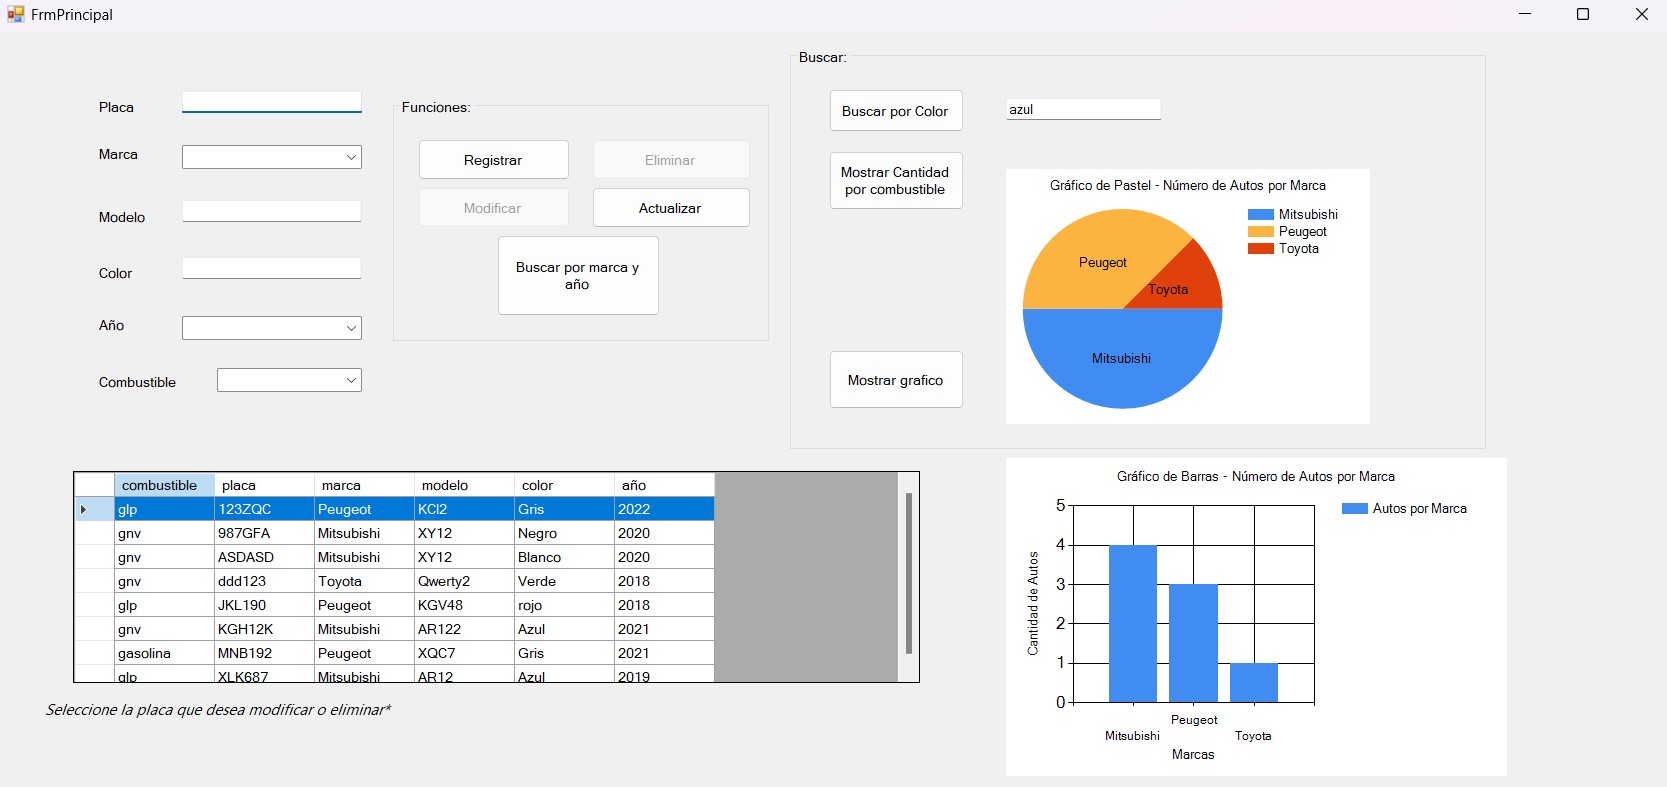 FrmPrincipal
Placa
Marca
Modelo
Color
Año
Combustible
Funciones:
Registrar
Eliminar
Modificar
Actualizar
Buscar por marca y
año
Buscar:
Buscar por Color
azul
Mostrar Cantidad
por combustible
Mostrar grafico
Gráfico de Pastel - Número de Autos por Marca
Mitsubishi
Peugeot
Toyota
Peugeot
Toyota
Mitsubishi
combustible placa marca modelo color año
glp 123ZQC Peugeot KCI2 Gris 2022
gnv 987GFA Mitsubishi XY12 Negro 2020
gnv ASDASD Mitsubishi XY12 Blanco 2020
gnv ddd123 Toyota Qwerty2 Verde 2018
glp JKL190 Peugeot KGV48 rojo 2018
gnv KGH12K Mitsubishi AR122 Azul 2021
gasolina MNB192 Peugeot XQC7 Gris 2021
glp XLK687 Mitsubishi AR12 Azul 2019
Seleccione la placa que desea modificar o eliminar*
Gráfico de Barras - Número de Autos por Marca
Autos por Marca
Cantidad de Autos
5
4
3
2
1
0
Peugeot
Mitsubishi Toyota
Marcas